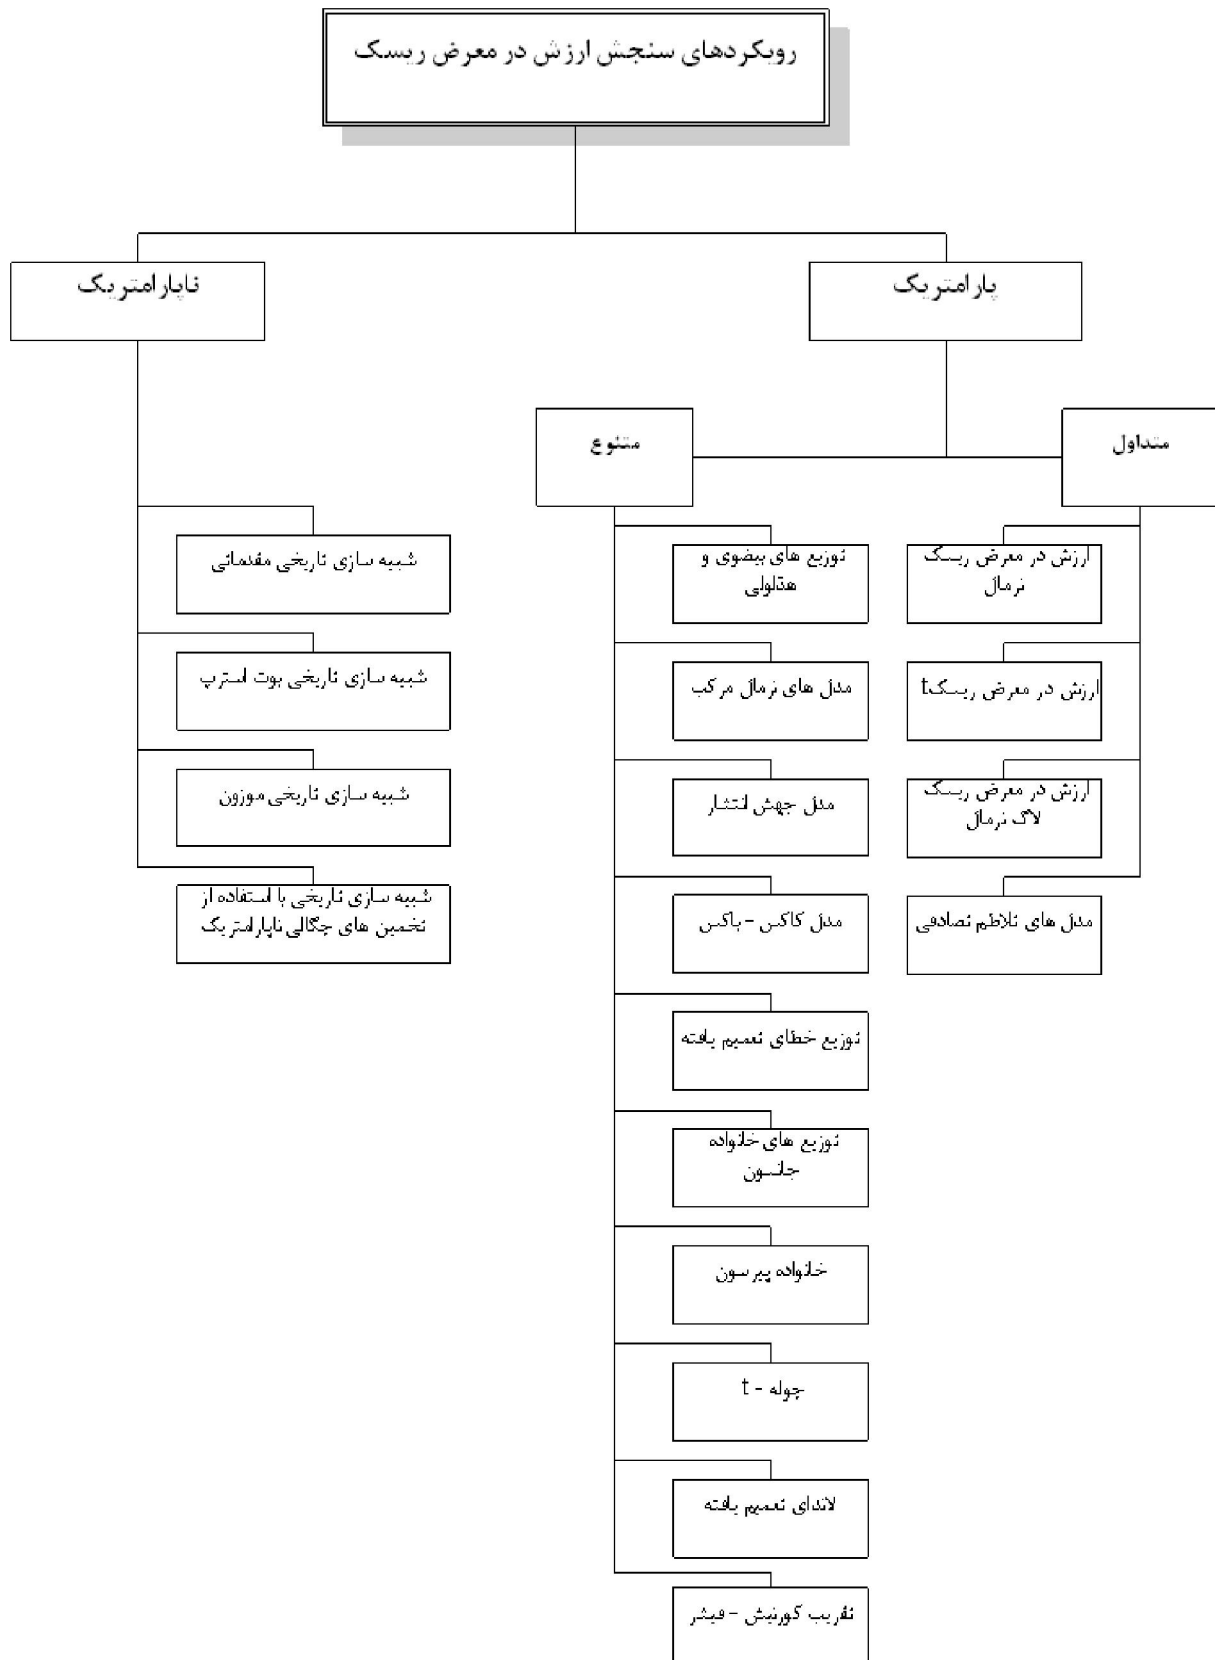 رویکردهای سنجش ارزش در معرض ریسک
پارامتریک
ناپارامتریک
متداول
متنوع
ارزش در معرض ریسک
نرمال
ارزش در معرض ریسکt
ارزش در معرض ریسک
لاگ نرمال
مدل های تلاطم تصادفی
توزیع های بیضوی و
هذلولی
مدل های نرمال مرکب
مدل جهش انتشار
مدل کاکس - باکس
توزیع خطای تعمیم یافته
توزیع های خانواده
جانسون
خانواده پیرسون
چوله - t
لاندای تعمیم یافته
تقریب کورنیش - فیشر
شبیه سازی تاریخی مقدماتی
شبیه سازی تاریخی بوت استرپ
شبیه سازی تاریخی موزون
شبیه سازی تاریخی با استفاده از
تخمین های چگالی ناپارامتریک